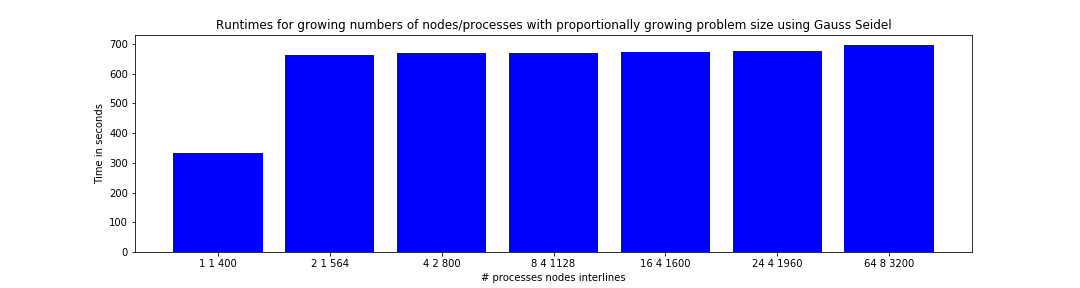 Runtimes for growing numbers of nodes/processes with proportionally growing problem size using Gauss Seidel
Time in seconds
700
600
500
400
300
200
100
0
1 1 400
2 1 564
4 2 800
8 4 1128
16 4 1600
24 4 1960
64 8 3200
# processes nodes interlines